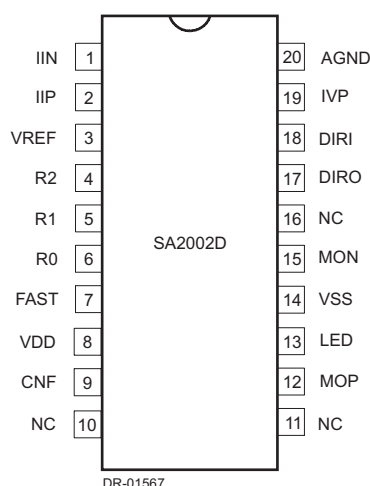 IIN 1 20 AGND
IIP 2 19 IVP
VREF 3 18 DIRI
R2 4 17 DIRO
R1 5 16 NC
SA2002D
R0 6 15 MON
FAST 7 14 VSS
VDD 8 13 LED
CNF 9 12 MOP
NC 10 11 NC
DR-01567